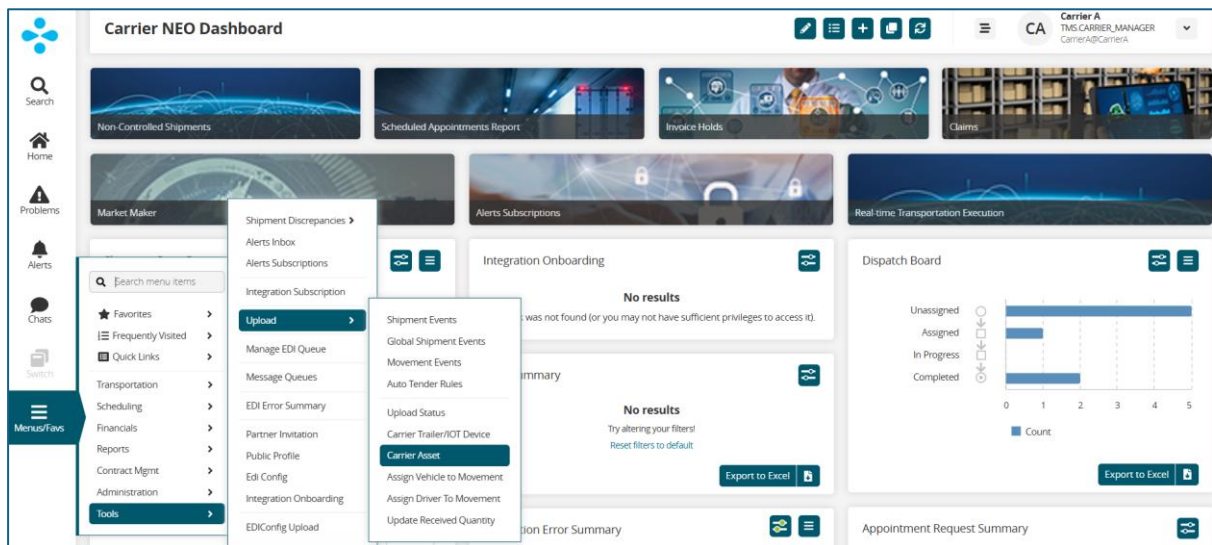 Carrier NEO Dashboard
CA
Carrier A
TMS.CARRIER_MANAGER
CarrierA@CarrierA
Search
Home
Problems
Alerts
Chats
Switch
Menus/Favs
Non-Controlled Shipments
Scheduled Appointments Report
Invoice Holds
Claims
Market Maker
Alerts Subscriptions
Real-time Transportation Execution
Search menu items
Favorites
Frequently Visited
Quick Links
Transportation
Scheduling
Financials
Reports
Contract Mgmt
Administration
Tools
Shipment Discrepancies
Alerts Inbox
Alerts Subscriptions
Integration Subscription
Upload
Manage EDI Queue
Message Queues
EDI Error Summary
Partner Invitation
Public Profile
Edi Config
Integration Onboarding
EDIConfig Upload
Shipment Events
Global Shipment Events
Movement Events
Auto Tender Rules
Upload Status
Carrier Trailer/IOT Device
Carrier Asset
Assign Vehicle to Movement
Assign Driver To Movement
Update Received Quantity
Integration Onboarding
No results
was not found (or you may not have sufficient privileges to access it).
No results
Try altering your filters!
Reset filters to default
Export to Excel
Error Summary
Dispatch Board
Unassigned
Assigned
In Progress
Completed
0 1 2 3 4 5
Count
Export to Excel
Appointment Request Summary